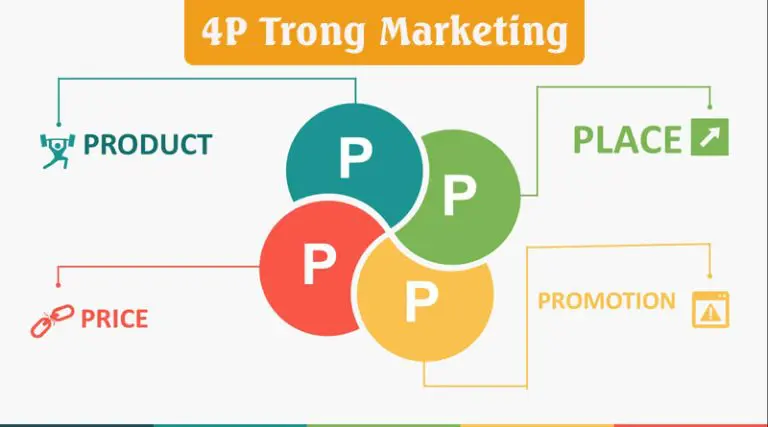 4P Trong Marketing
PRODUCT
PLACE
P
P
P
P
PRICE
PROMOTION